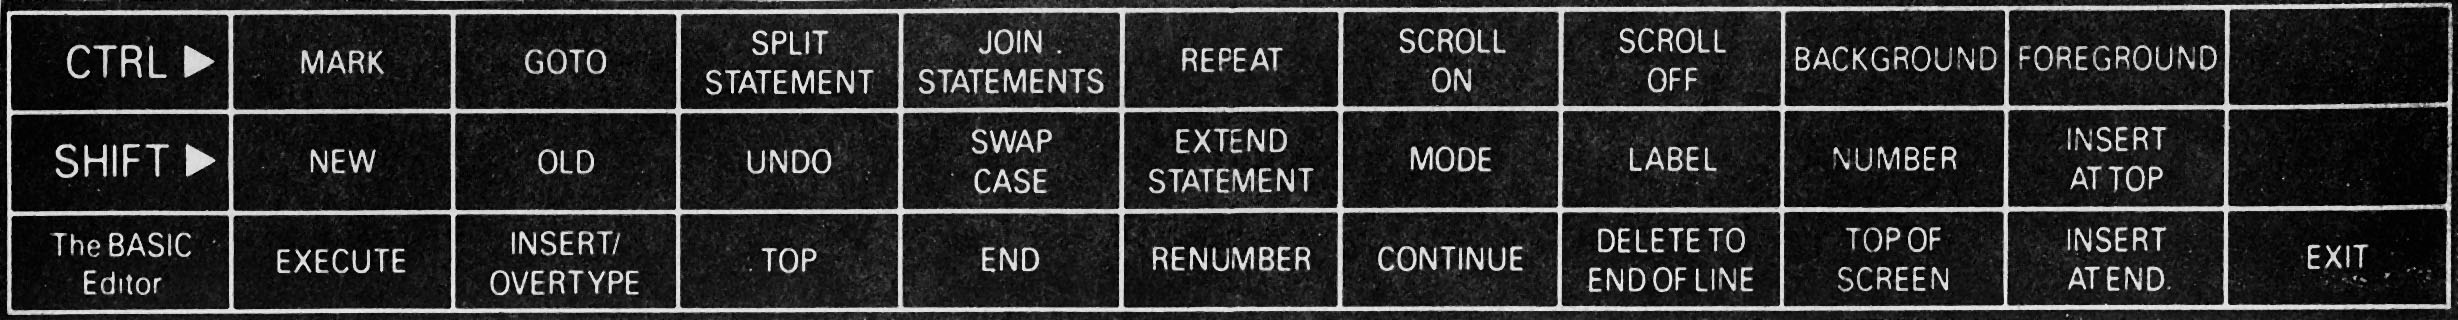 CTRL ▶ MARK GOTO SPLIT STATEMENT JOIN STATEMENTS REPEAT SCROLL ON SCROLL OFF BACKGROUND FOREGROUND
SHIFT ▶ NEW OLD UNDO SWAP CASE EXTEND STATEMENT MODE LABEL NUMBER INSERT AT TOP
The BASIC Editor EXECUTE INSERT/ OVERTYPE TOP END RENUMBER CONTINUE DELETE TO END OF LINE TOP OF SCREEN INSERT AT END. EXIT